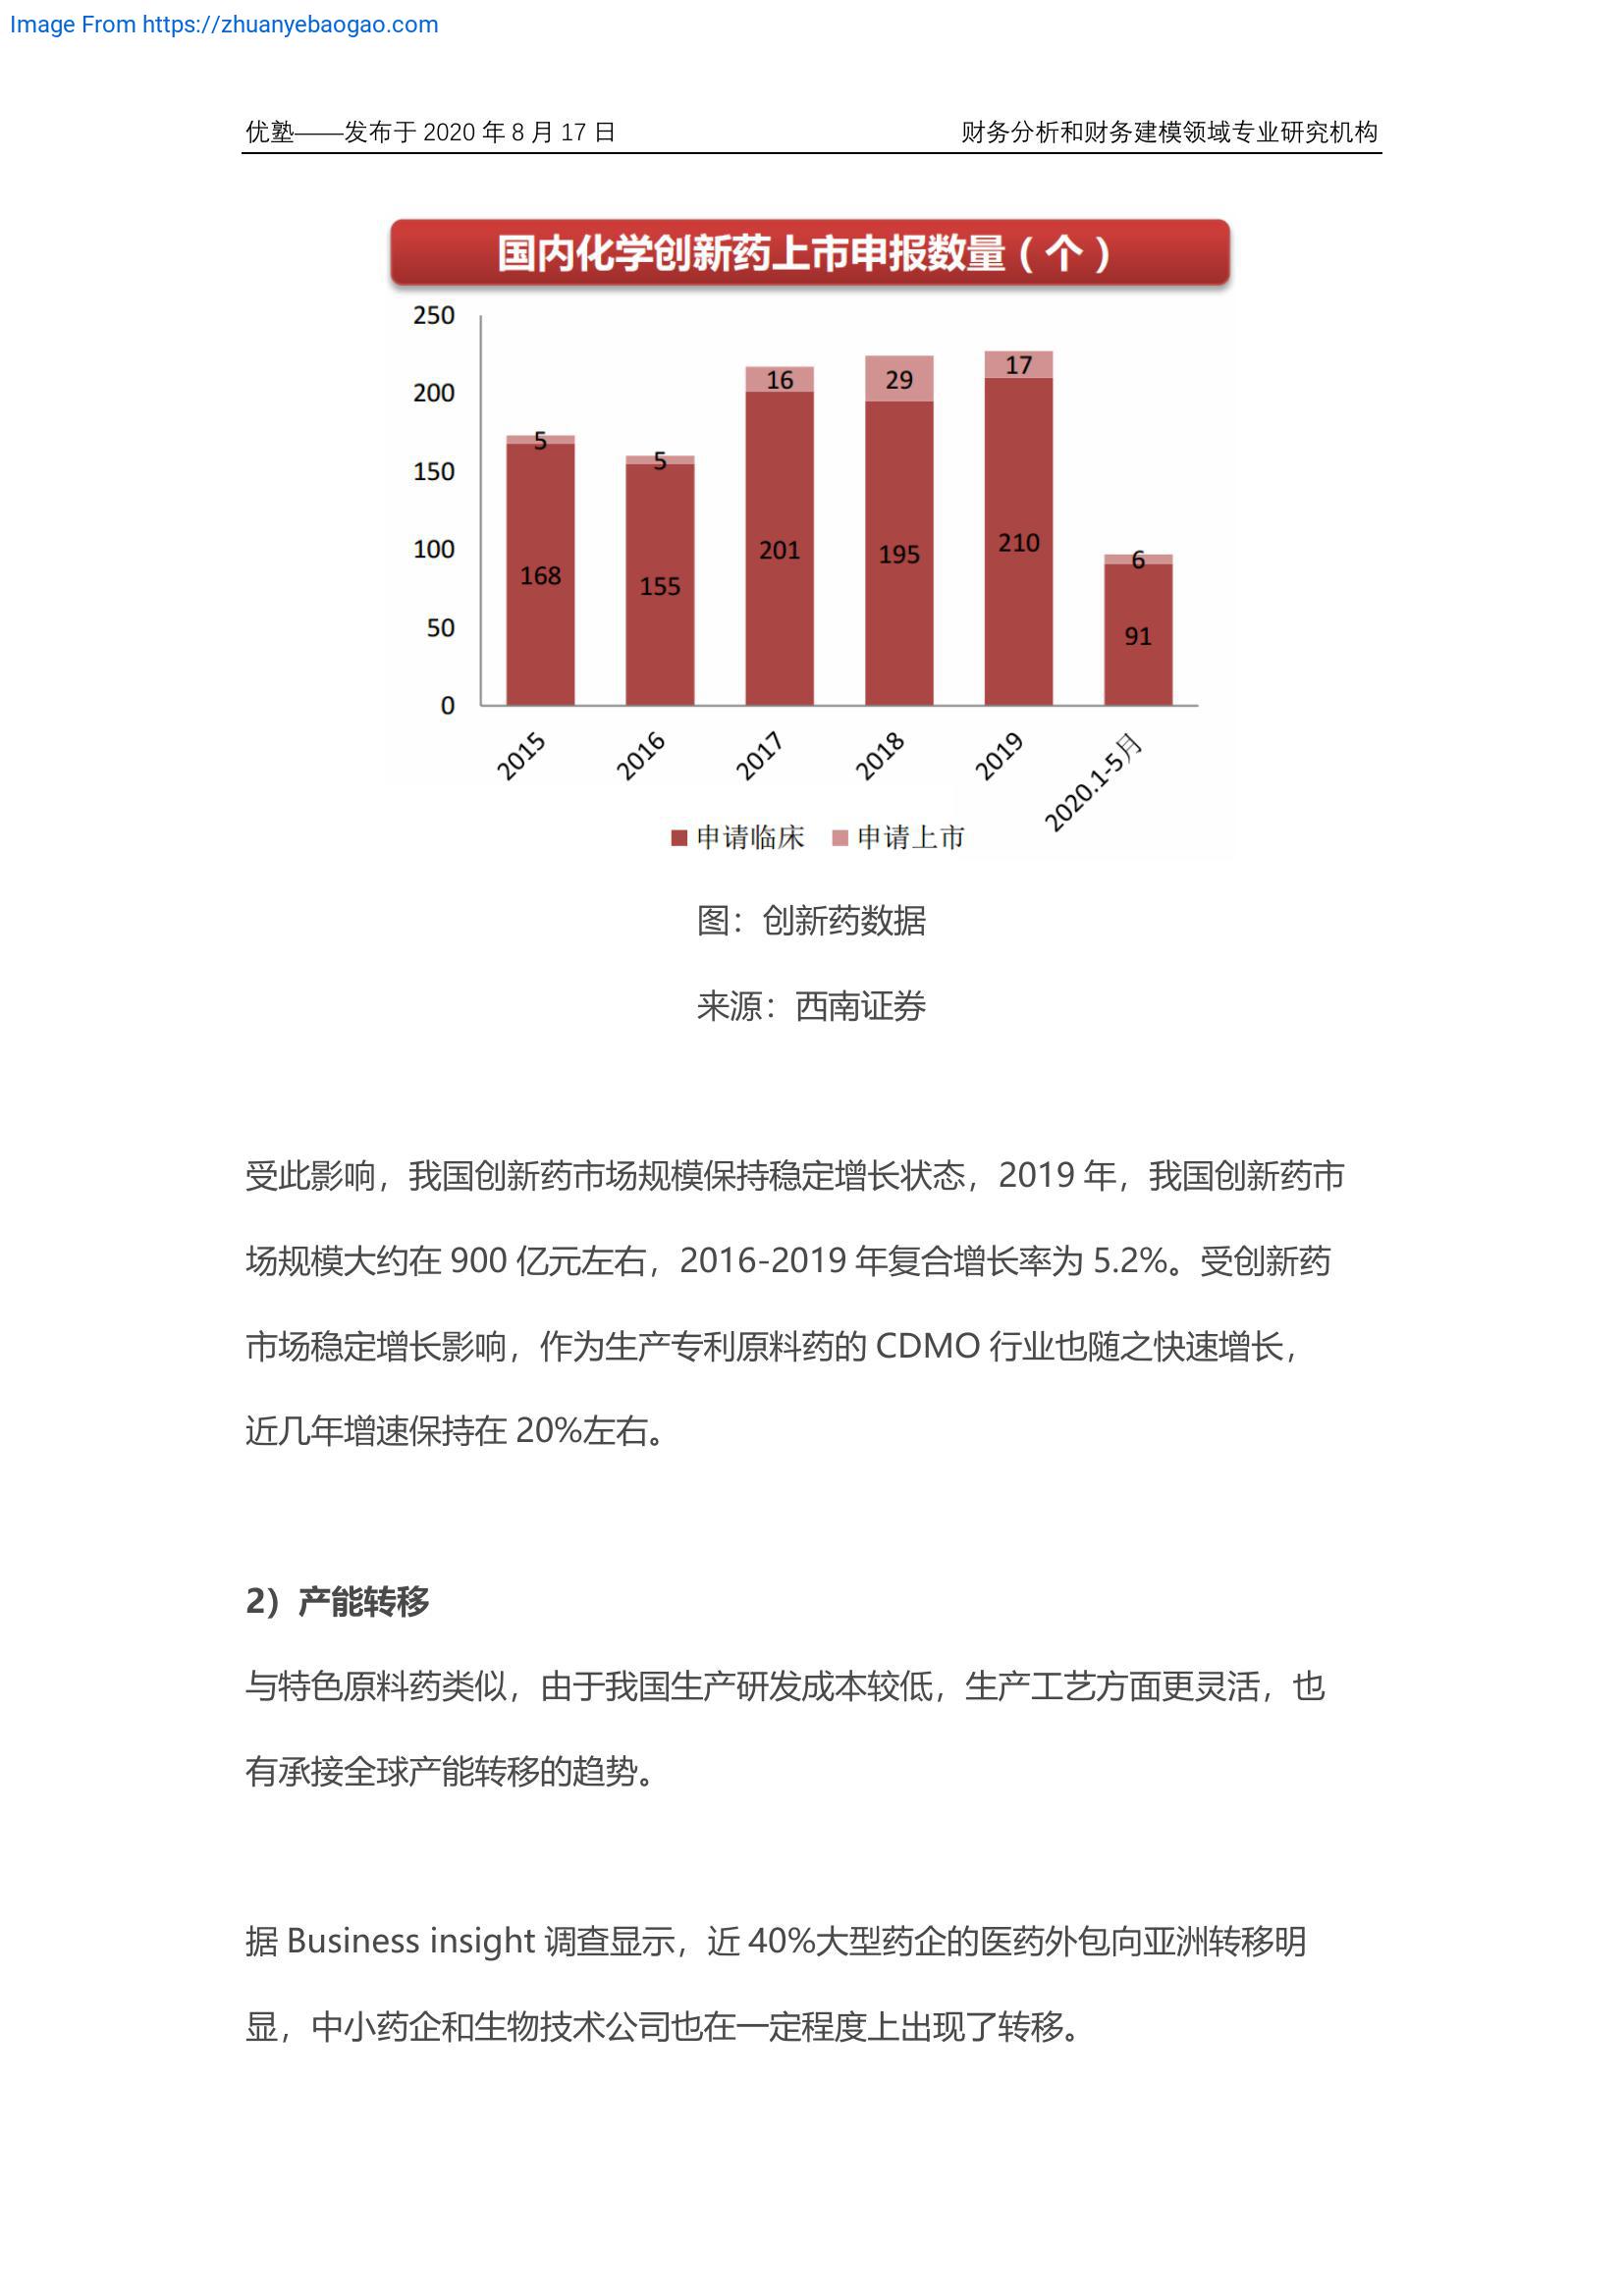 Image From https://zhuanyebaogao.com
优塾——发布于 2020 年 8 月 17 日
财务分析和财务建模领域专业研究机构
国内化学创新药上市申报数量（个）
250
200
150
100
50
0
5
5
16
29
17
6
168
155
201
195
210
91
2015
2016
2017
2018
2019
2020.1-5月
申请临床
申请上市
图：创新药数据
来源：西南证券
受此影响，我国创新药市场规模保持稳定增长状态，2019 年，我国创新药市
场规模大约在 900 亿元左右，2016-2019 年复合增长率为 5.2%。受创新药
市场稳定增长影响，作为生产专利原料药的 CDMO 行业也随之快速增长，
近几年增速保持在 20%左右。
2）产能转移
与特色原料药类似，由于我国生产研发成本较低，生产工艺方面更灵活，也
有承接全球产能转移的趋势。
据 Business insight 调查显示，近 40%大型药企的医药外包向亚洲转移明
显，中小药企和生物技术公司也在一定程度上出现了转移。